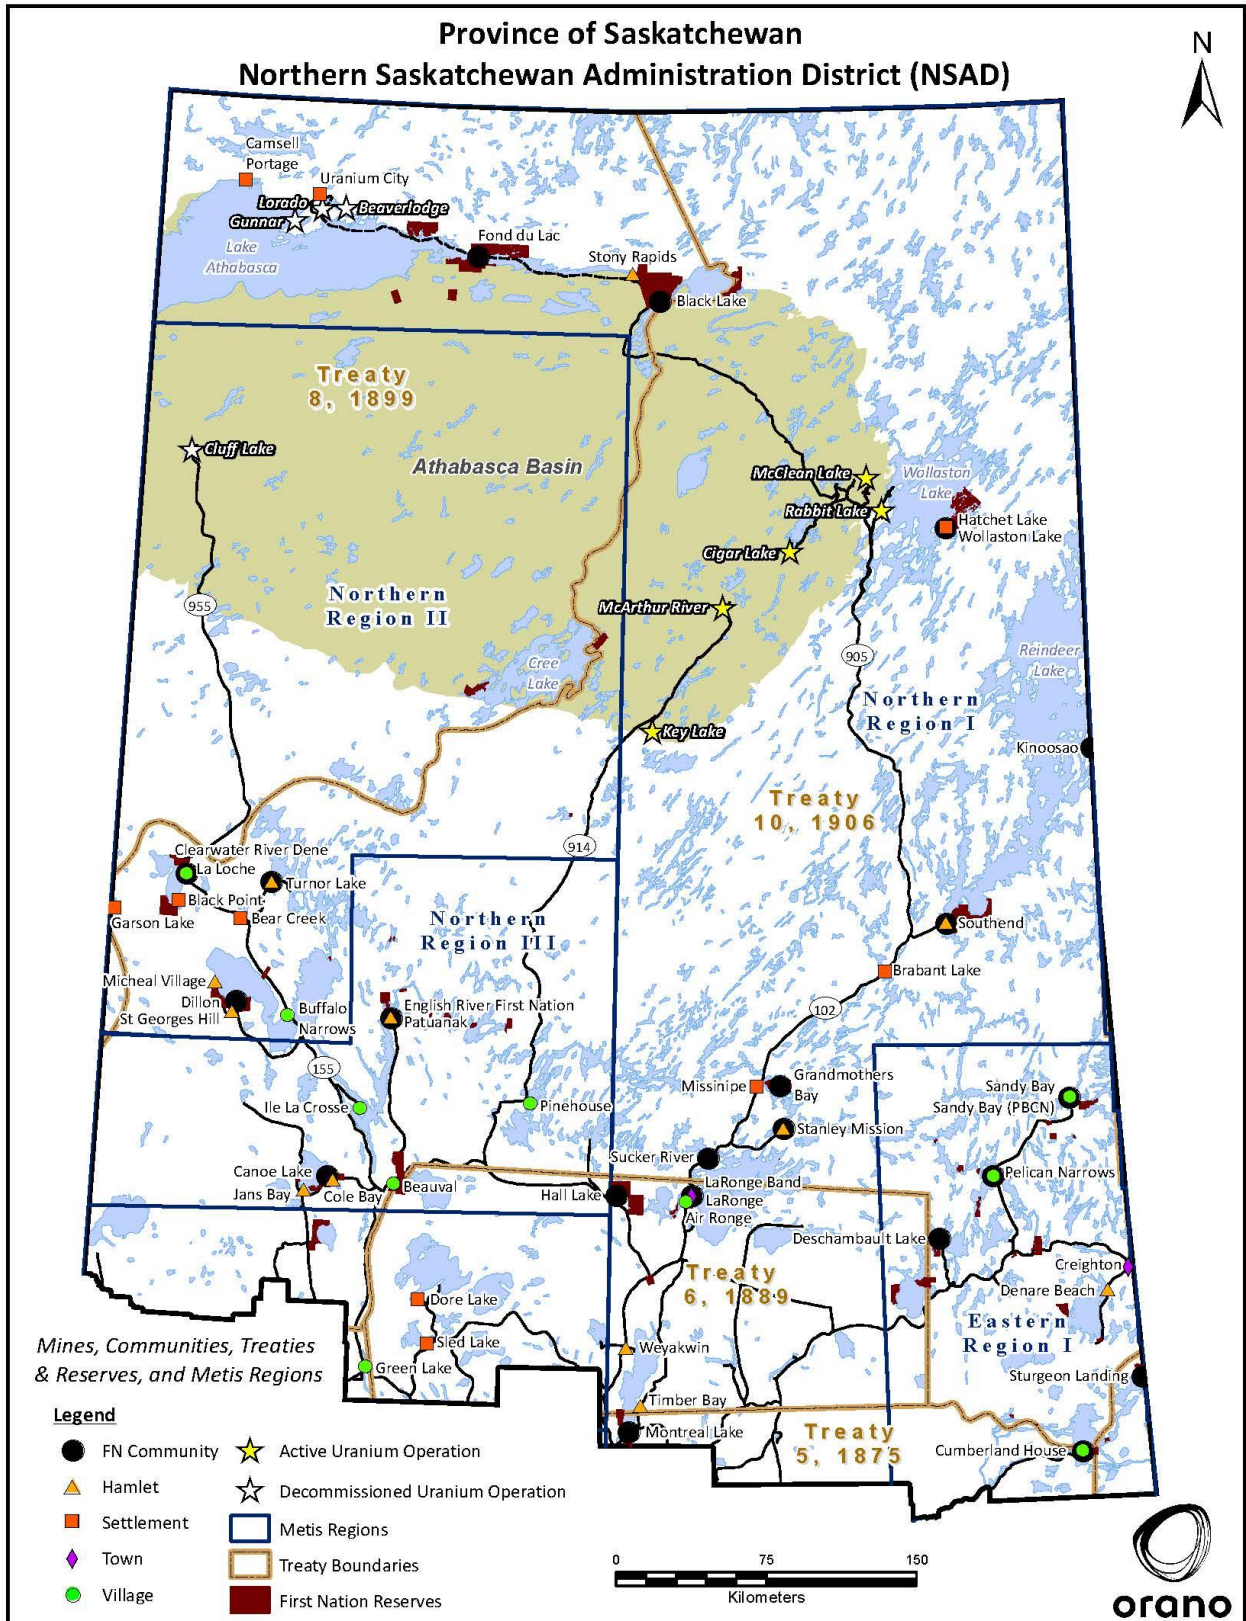 Province of Saskatchewan
Northern Saskatchewan Administration District (NSAD)
N
Camsell
Portage
Uranium City
Lorado
Beaverlodge
Gunnar
Lake
Athabasca
Fond du Lac
Stony Rapids
Black Lake
Treaty
8, 1899
Cluff Lake
Athabasca Basin
McClean Lake
Wollaston
Lake
Rabbit Lake
Hatchet Lake
Wollaston Lake
Cigar Lake
955
Northern
Region II
McArthur River
905
Cree
Lake
Reindeer
Lake
Northern
Region I
Key Lake
Kinoosao
Treaty
10, 1906
914
Clearwater River Dene
La Loche
Turnor Lake
Black Point
Garson Lake
Bear Creek
Northern
Region III
Southend
Brabant Lake
Micheal Village
Dillon
St Georges Hill
Buffalo
Narrows
English River First Nation
Patuanak
102
155
Ile La Crosse
Pinehouse
Missinipe
Grandmothers
Bay
Sandy Bay
Sandy Bay (PBCN)
Stanley Mission
Sucker River
Canoe Lake
Jans Bay
Cole Bay
Beauval
Hall Lake
LaRonge Band
LaRonge
Air Ronge
Pelican Narrows
Deschambault Lake
Creighton
Denare Beach
Treaty
6, 1889
Dore Lake
Sled Lake
Green Lake
Weyakwin
Eastern
Region I
Sturgeon Landing
Timber Bay
Montreal Lake
Treaty
5, 1875
Cumberland House
Mines, Communities, Treaties
& Reserves, and Metis Regions
Legend
FN Community
Hamlet
Settlement
Town
Village
Active Uranium Operation
Decommissioned Uranium Operation
Metis Regions
Treaty Boundaries
First Nation Reserves
0 75 150
Kilometers
orano